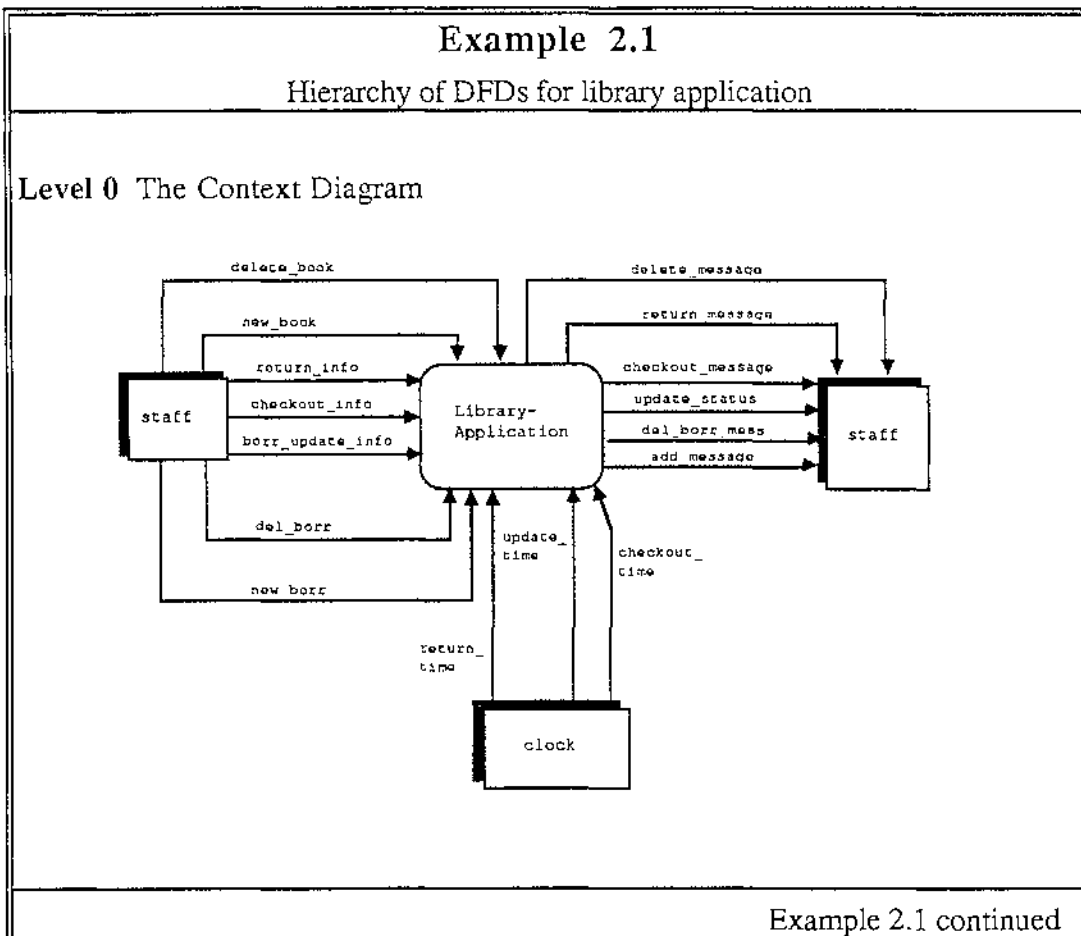 Example 2.1
Hierarchy of DFDs for library application
Level 0 The Context Diagram
delete_book
delete_message
new_book
return_message
return_info
checkout_message
checkout_info
update_status
borr_update_info
del_borr_mess
add_message
staff
Library-
Application
staff
del_borr
update_
time
checkout_
time
new_borr
return_
time
clock
Example 2.1 continued